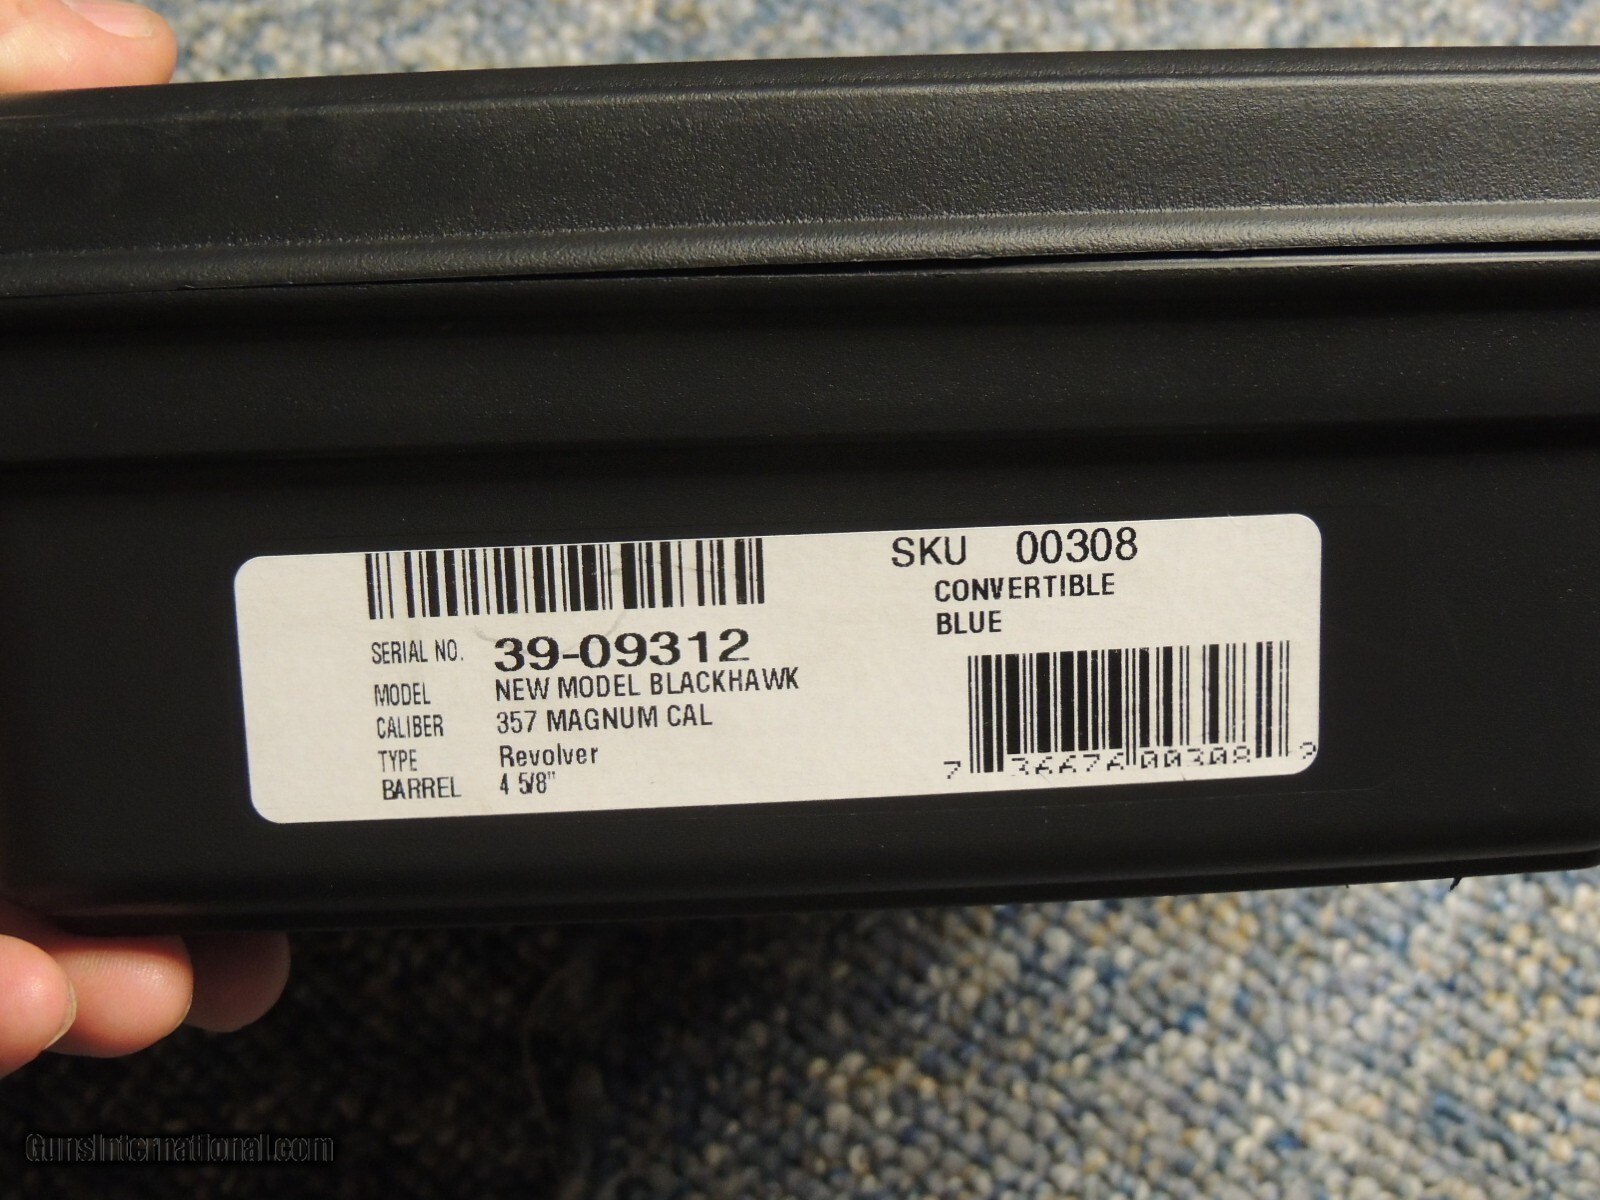 SERIAL NO. 39-09312
MODEL NEW MODEL BLACKHAWK
CALIBER 357 MAGNUM CAL
TYPE Revolver
BARREL 4 5/8"
SKU 00308
CONVERTIBLE
BLUE
7 36676 00308 2
GunsInternational.com